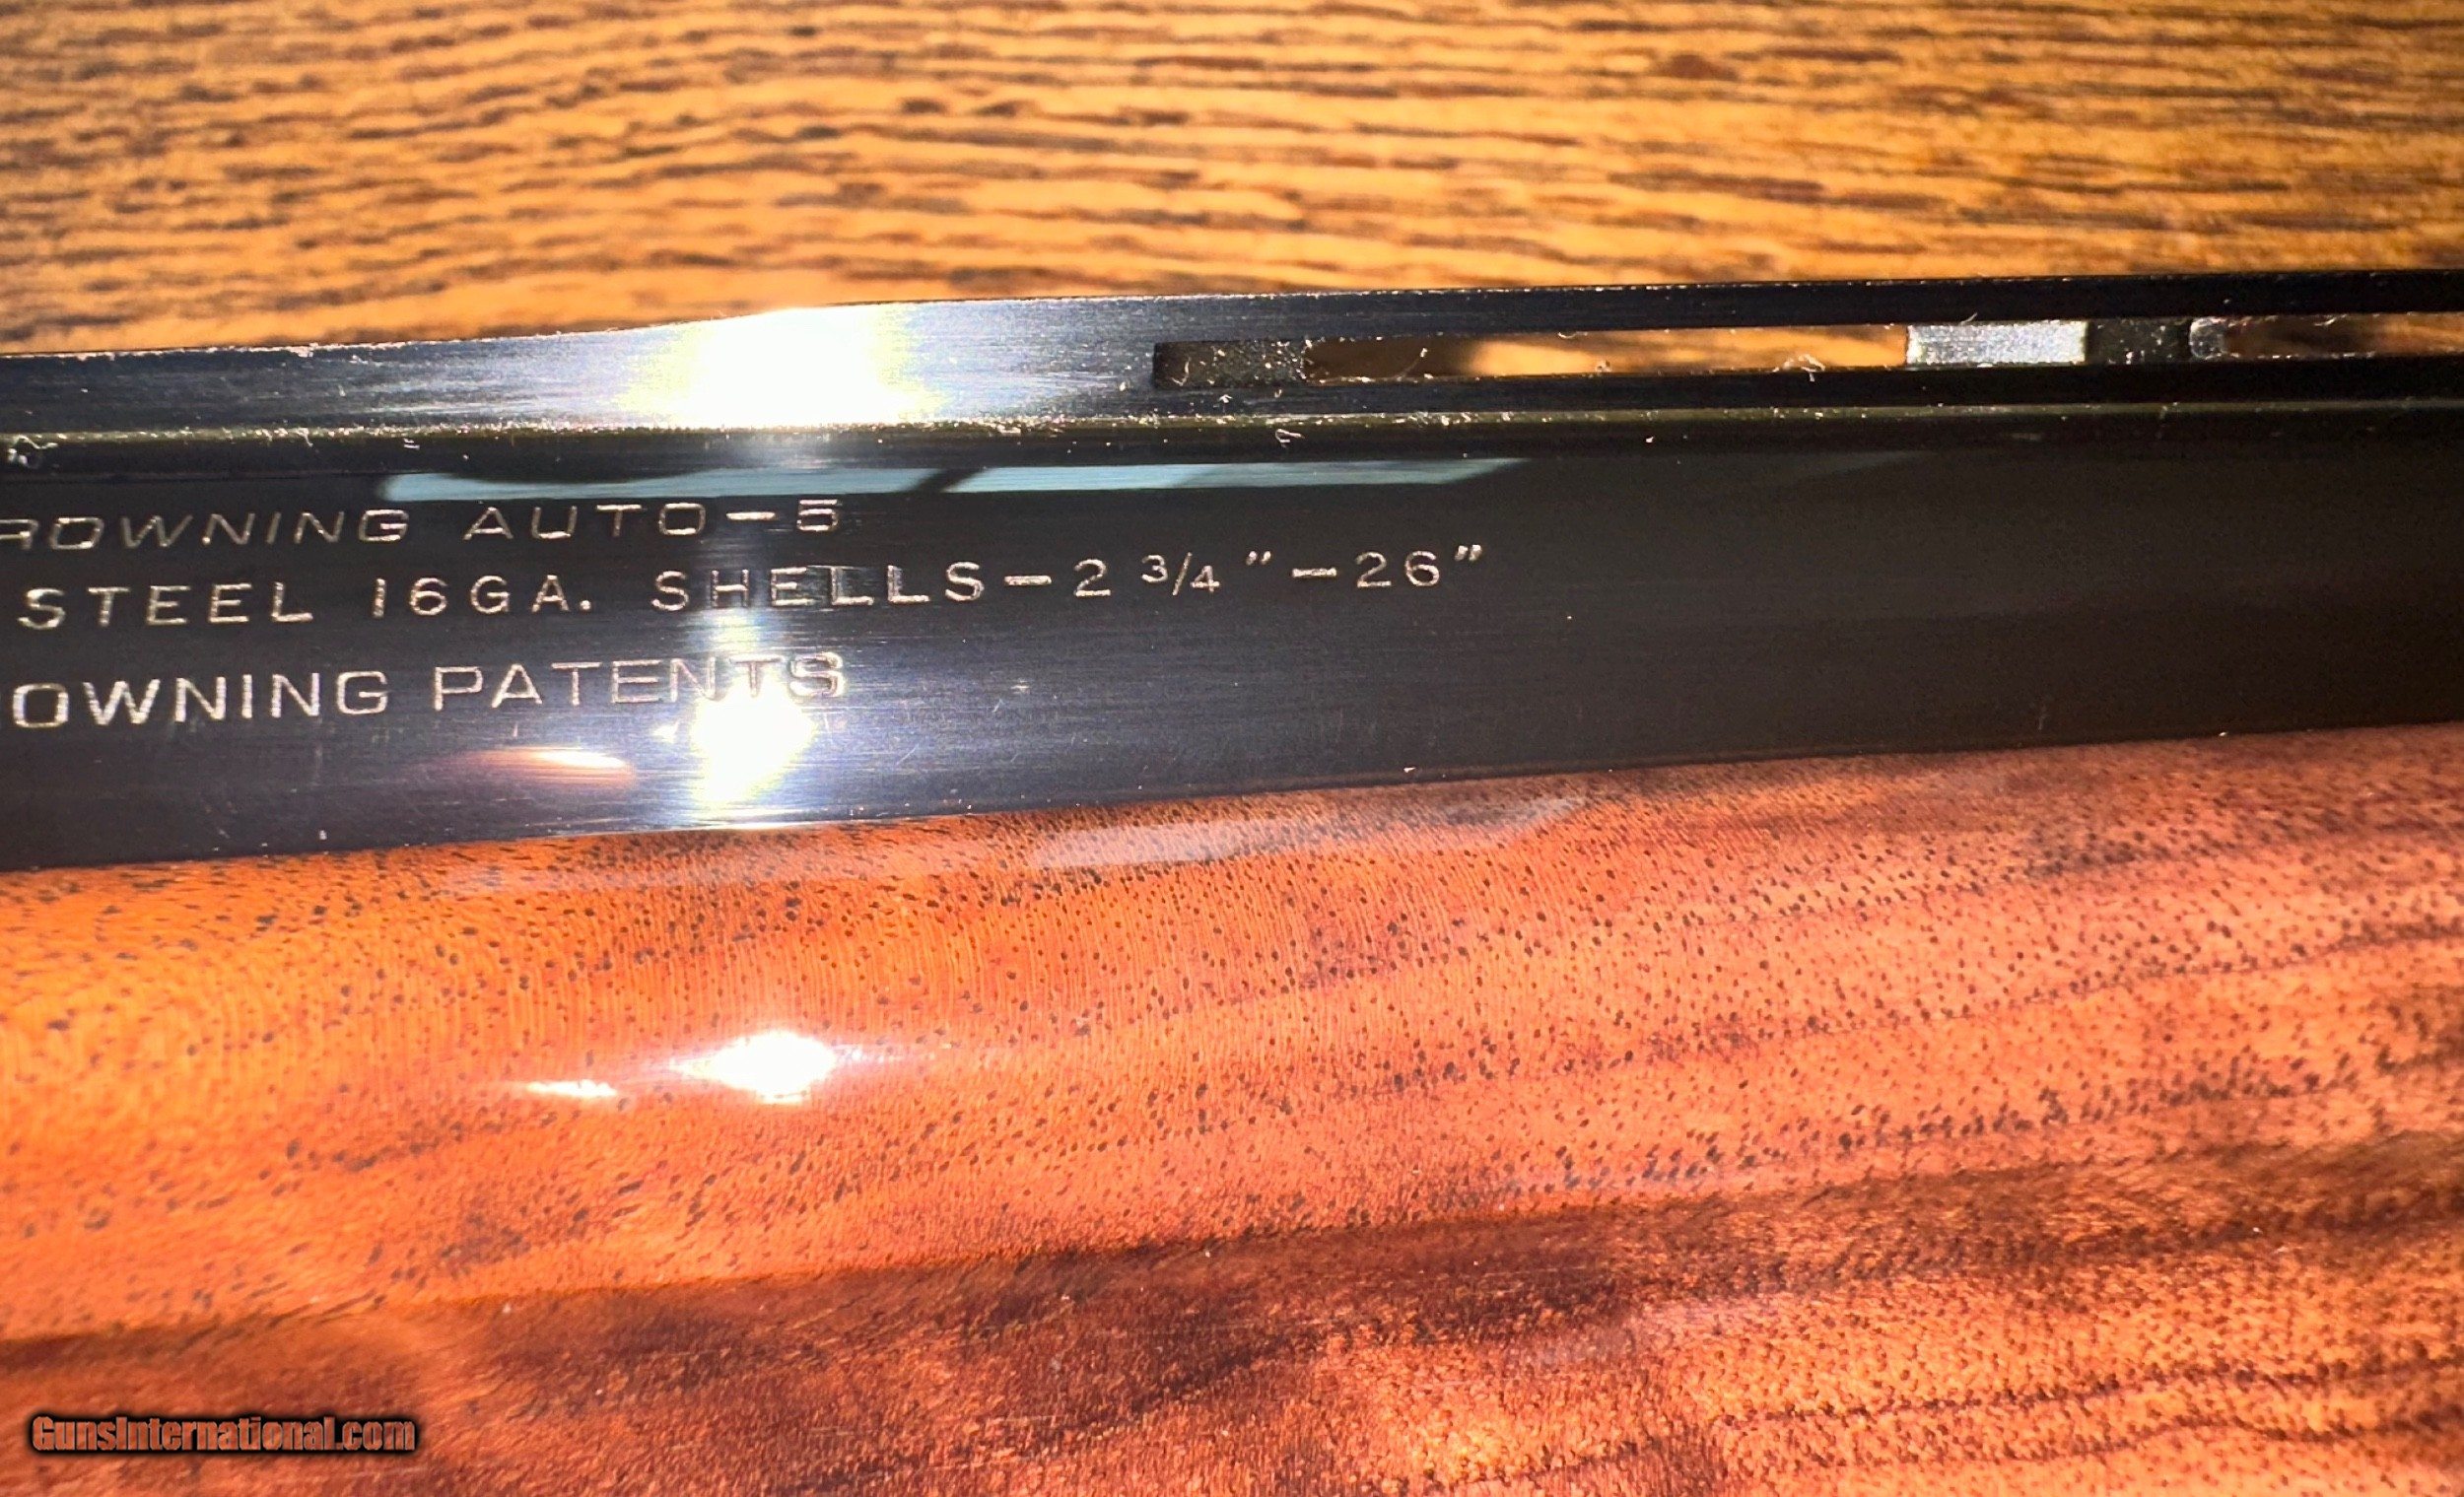 ROWNING AUTO-5
STEEL 16GA. SHELLS-2 3/4"-26"
OWNING PATENTS
GunsInternational.com